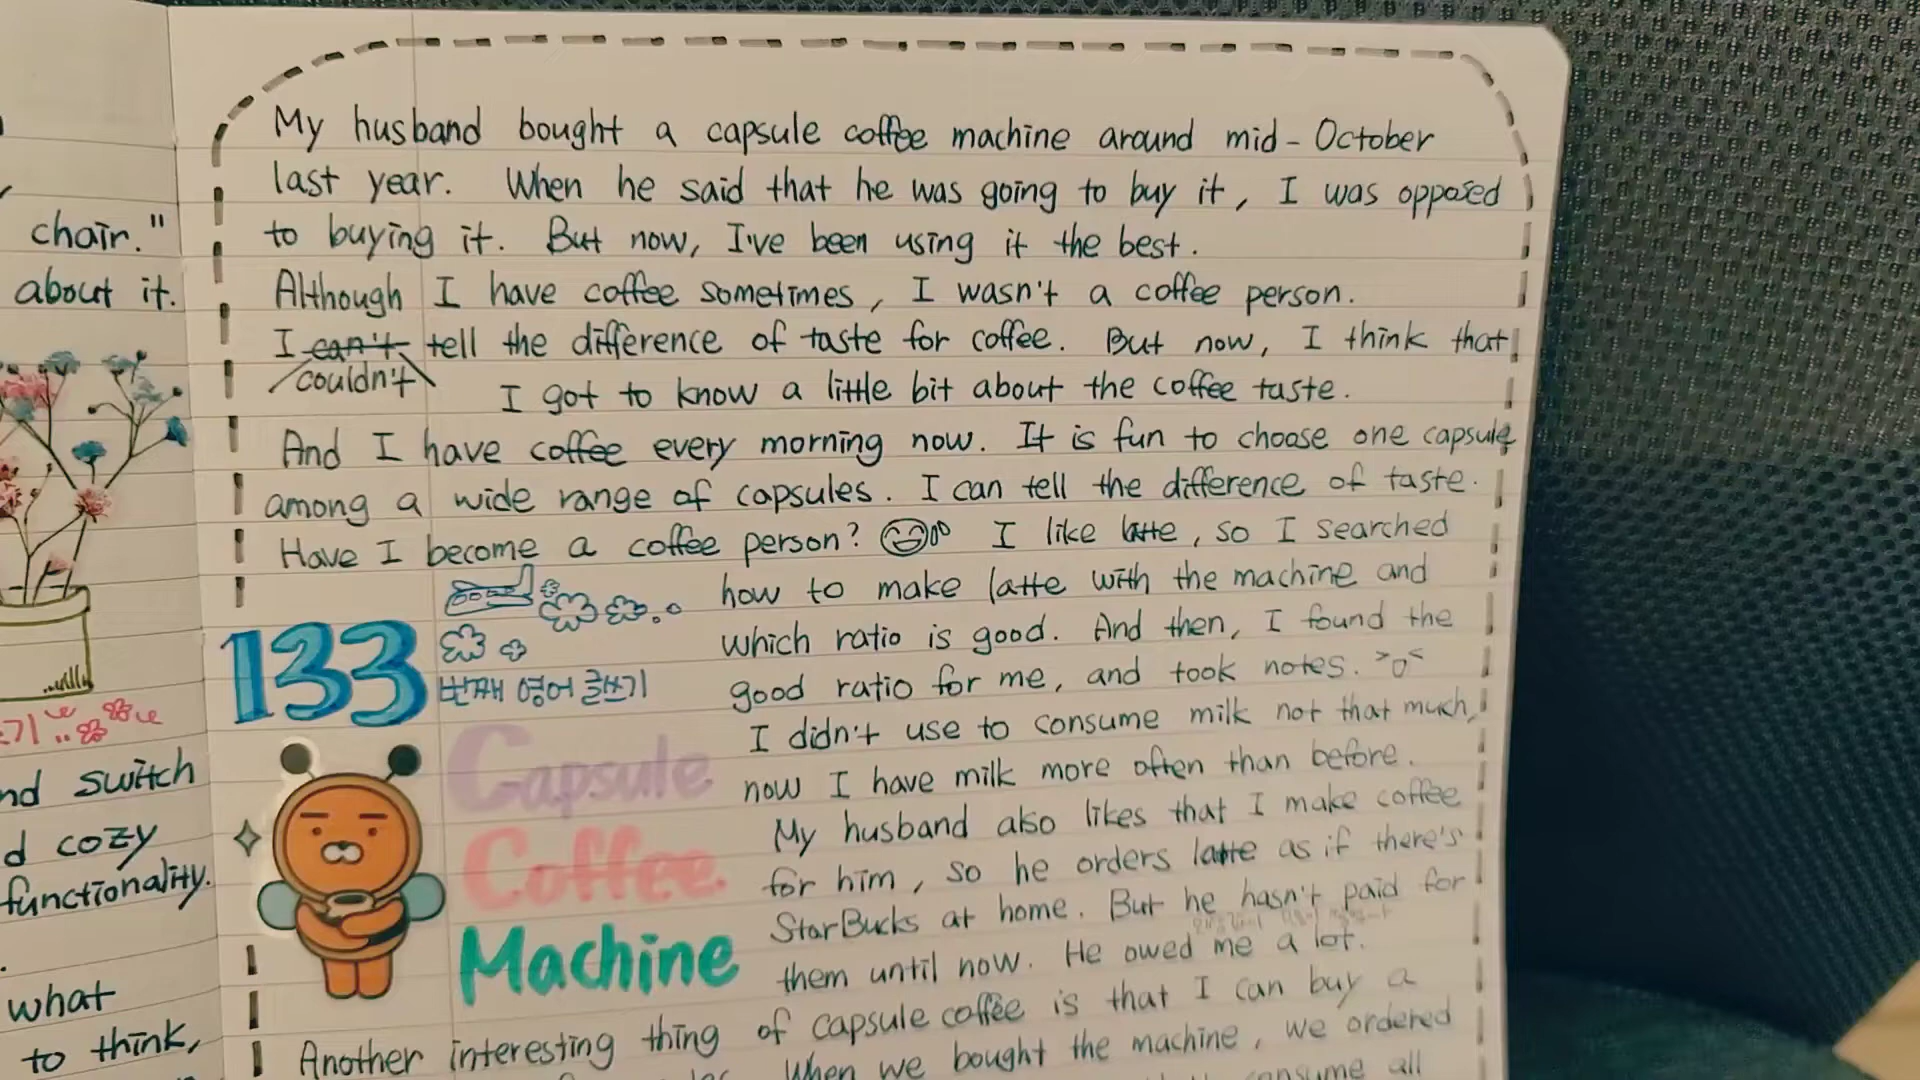 chair."
about it.
switch
cozy
functionality.
what
to think,
My husband bought a capsule coffee machine around mid-October
last year. When he said that he was going to buy it, I was opposed
to buying it. But now, I've been using it the best.
Although I have coffee sometimes, I wasn't a coffee person.
I can't tell the difference of taste for coffee. But now, I think that
couldn't
I got to know a little bit about the coffee taste.
And I have coffee every morning now. It is fun to choose one capsule
among a wide range of capsules. I can tell the difference of taste.
Have I become a coffee person? I like latte, so I searched
how to make latte with the machine and
which ratio is good. And then, I found the
good ratio for me, and took notes. >o<
I didn't use to consume milk not that much,
now I have milk more often than before.
My husband also likes that I make coffee
for him, so he orders latte as if there's
StarBucks at home. But he hasn't paid for
them until now. He owed me a lot.
133
번째 영어 글쓰기
Capsule
Coffee
Machine
Another interesting thing of capsule coffee is that I can buy a
When we bought the machine, we ordered
consume all